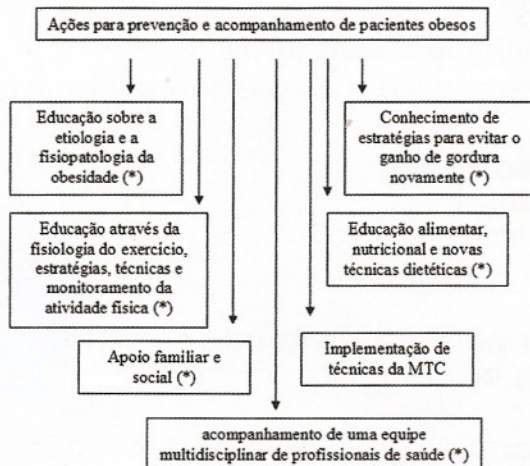 Ações para prevenção e acompanhamento de pacientes obesos
Educação sobre a
etiologia e a
fisiopatologia da
obesidade (*)
Conhecimento de
estratégias para evitar o
ganho de gordura
novamente (*)
Educação através da
fisiologia do exercício,
estratégias, técnicas e
monitoramento da
atividade física (*)
Educação alimentar,
nutricional e novas
técnicas dietéticas (*)
Apoio familiar e
social (*)
Implementação de
técnicas da MTC
acompanhamento de uma equipe
multidisciplinar de profissionais de saúde (*)